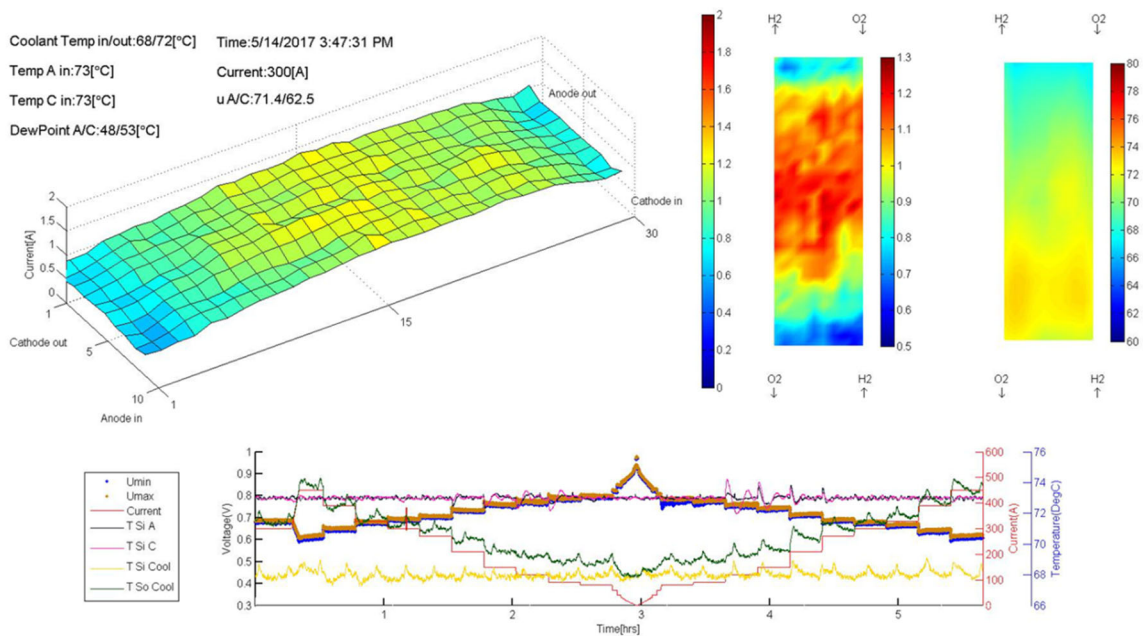 Coolant Temp in/out:68/72[°C] Time:5/14/2017 3:47:31 PM
Temp A in:73[°C] Current:300[A]
Temp C in:73[°C] u A/C:71.4/62.5
DewPoint A/C:48/53[°C]
Anode out
Cathode in
30
15
2
1.5
1
0.5
0
Current[A]
1
5
10
1
Cathode out
Anode in
2
1.8
1.6
1.4
1.2
1
0.8
0.6
0.4
0.2
0
H2 O2
↑ ↓
1.3
1.2
1.1
1
0.9
0.8
0.7
0.6
0.5
O2 H2
↓ ↑
H2 O2
↑ ↓
80
78
76
74
72
70
68
66
64
62
60
O2 H2
↓ ↑
Umin
Umax
Current
T Si A
T Si C
T Si Cool
T So Cool
1
0.9
0.8
0.7
0.6
0.5
0.4
0.3
Voltage(V)
1 2 3 4 5
Time[hrs]
600
500
400
300
200
100
0
Current(A)
76
74
72
70
68
66
Temperature(DegC)